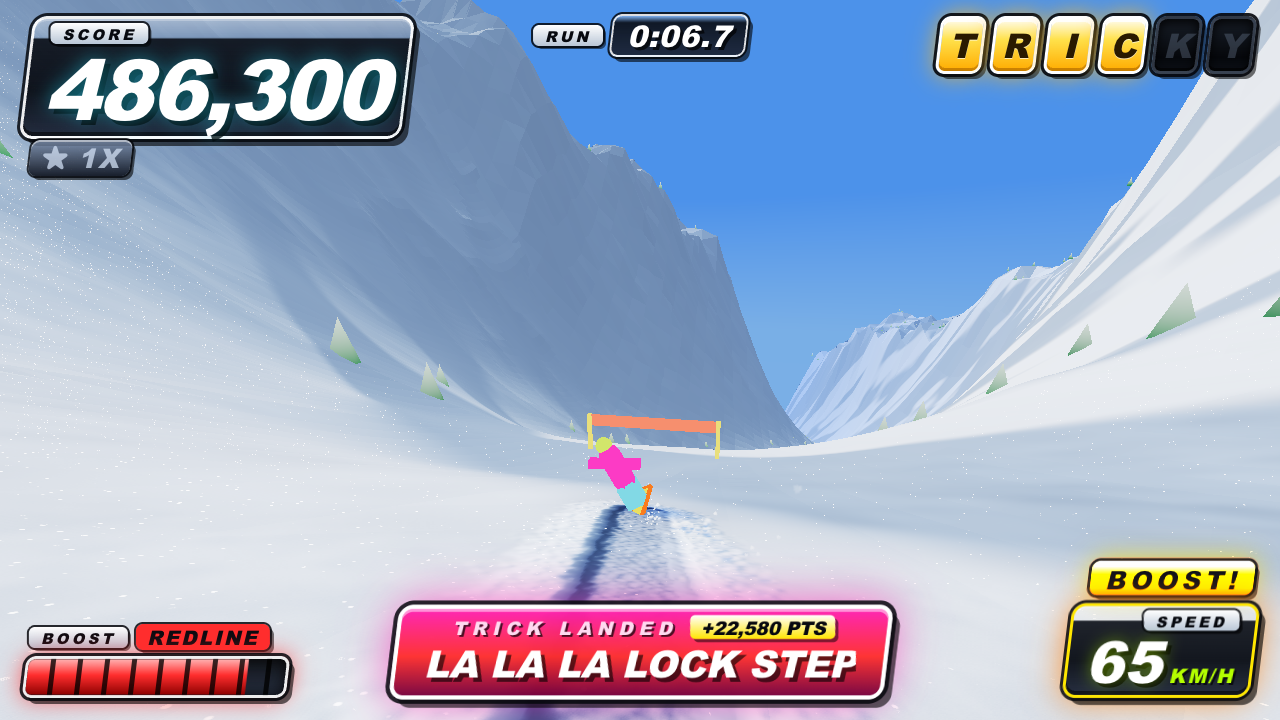 SCORE
486,300
★ 1X
RUN 0:06.7
T R I C K Y
BOOST REDLINE
TRICK LANDED +22,580 PTS
LA LA LA LOCK STEP
BOOST!
SPEED
65 KM/H